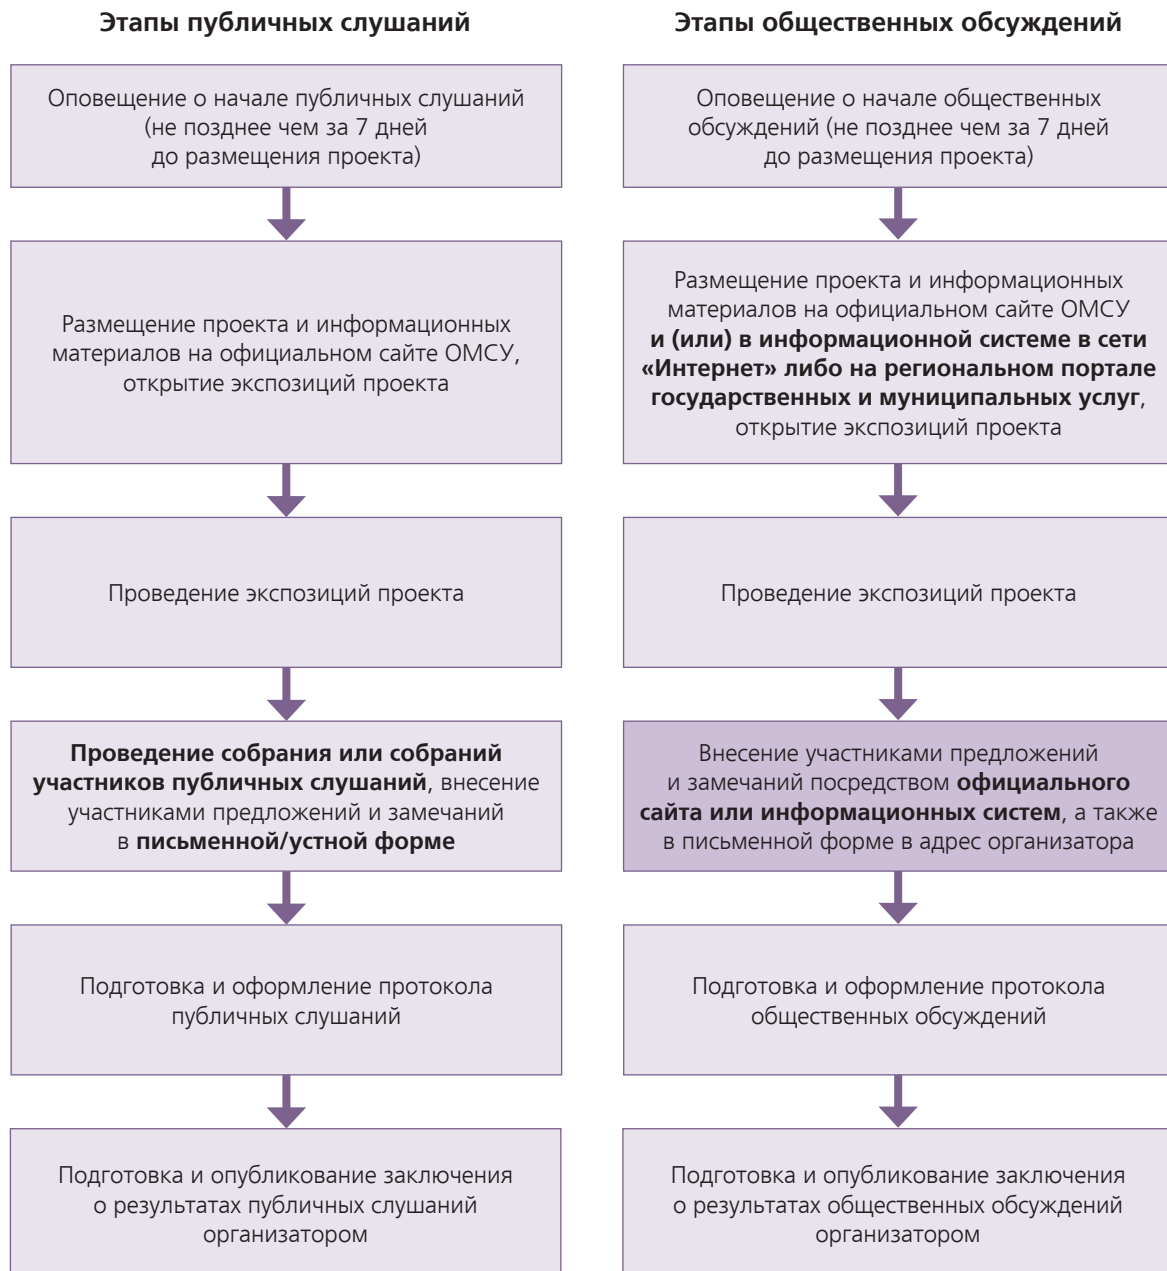 Этапы публичных слушаний
Оповещение о начале публичных слушаний
(не позднее чем за 7 дней
до размещения проекта)
Размещение проекта и информационных
материалов на официальном сайте ОМСУ,
открытие экспозиций проекта
Проведение экспозиций проекта
Проведение собрания или собраний
участников публичных слушаний, внесение
участниками предложений и замечаний
в письменной/устной форме
Подготовка и оформление протокола
публичных слушаний
Подготовка и опубликование заключения
о результатах публичных слушаний
организатором
Этапы общественных обсуждений
Оповещение о начале общественных
обсуждений (не позднее чем за 7 дней
до размещения проекта)
Размещение проекта и информационных
материалов на официальном сайте ОМСУ
и (или) в информационной системе в сети
«Интернет» либо на региональном портале
государственных и муниципальных услуг,
открытие экспозиций проекта
Проведение экспозиций проекта
Внесение участниками предложений
и замечаний посредством официального
сайта или информационных систем, а также
в письменной форме в адрес организатора
Подготовка и оформление протокола
общественных обсуждений
Подготовка и опубликование заключения
о результатах общественных обсуждений
организатором